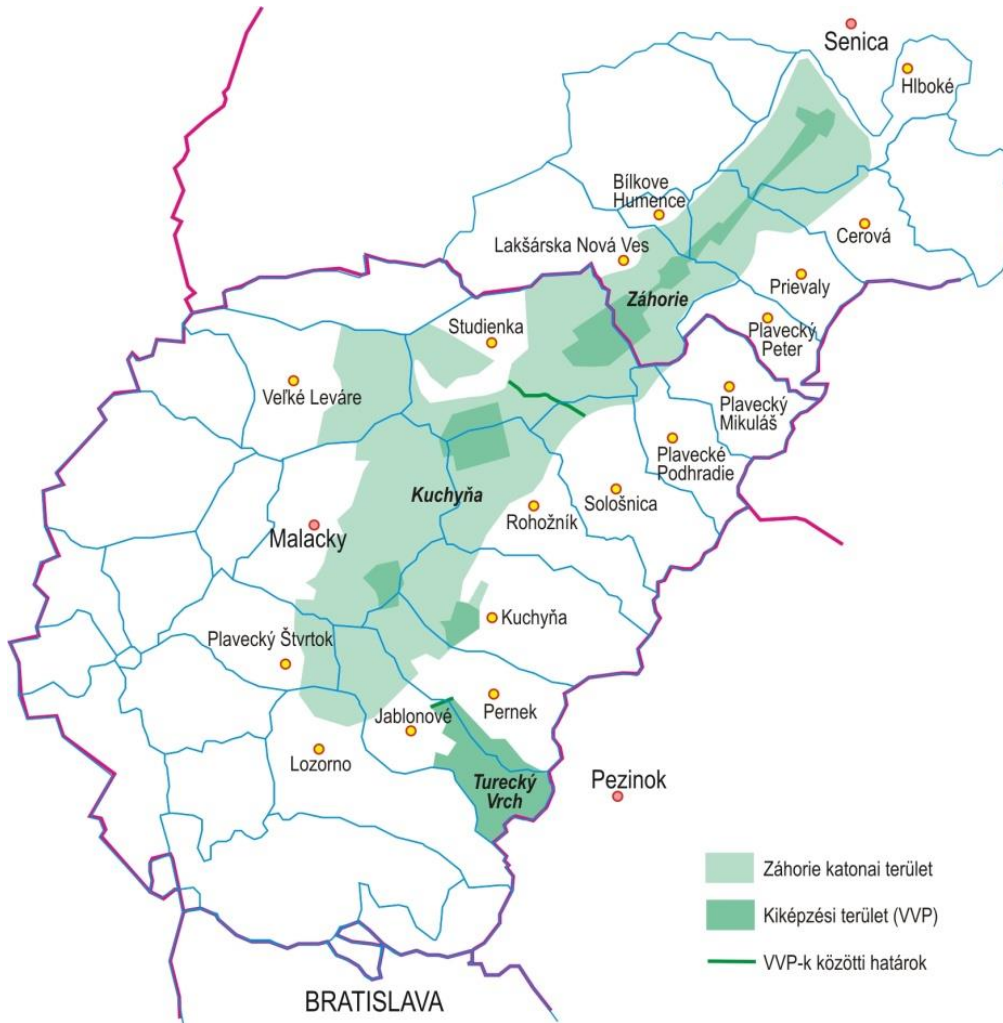 Senica
Hlboké
Bílkove
Humence
Cerová
Lakšárska Nová Ves
Prievaly
Záhorie
Plavecký
Peter
Studienka
Veľké Leváre
Plavecký
Mikuláš
Plavecké
Podhradie
Kuchyňa
Sološnica
Rohožník
Malacky
Kuchyňa
Plavecký Štvrtok
Jablonové
Pernek
Lozorno
Turecký
Vrch
Pezinok
Záhorie katonai terület
Kiképzési terület (VVP)
VVP-k közötti határok
BRATISLAVA